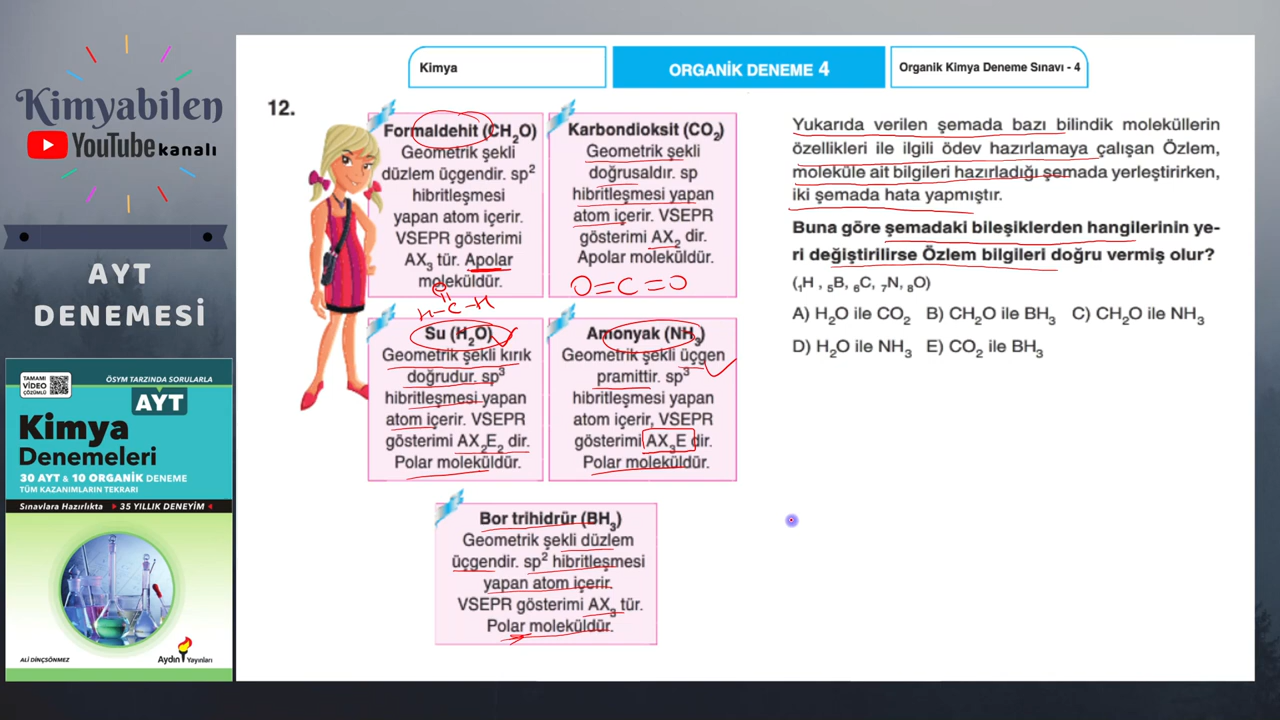 Kimyabilen
YouTube kanalı
AYT
DENEMESİ
TAMAMI
VİDEO
ÇÖZÜMLÜ
ÖSYM TARZINDA SORULARLA
AYT
Kimya
Denemeleri
30 AYT & 10 ORGANİK DENEME
TÜM KAZANIMLARIN TEKRARI
Sınavlara Hazırlıkta 35 YILLIK DENEYİM
ALİ DİNÇSÖNMEZ
Aydın Yayınları
Kimya
ORGANİK DENEME 4
Organik Kimya Deneme Sınavı - 4
12.
Formaldehit (CH₂O)
Geometrik şekli
düzlem üçgendir. sp²
hibritleşmesi
yapan atom içerir.
VSEPR gösterimi
AX₃ tür. Apolar
moleküldür.
O
H-C-H
Karbondioksit (CO₂)
Geometrik şekli
doğrusaldır. sp
hibritleşmesi yapan
atom içerir. VSEPR
gösterimi AX₂ dir.
Apolar moleküldür.
O=C=O
Su (H₂O)
Geometrik şekli kırık
doğrudur. sp³
hibritleşmesi yapan
atom içerir. VSEPR
gösterimi AX₂E₂ dir.
Polar moleküldür.
Amonyak (NH₃)
Geometrik şekli üçgen
pramittir. sp³
hibritleşmesi yapan
atom içerir, VSEPR
gösterimi AX₃E dir.
Polar moleküldür.
Bor trihidrür (BH₃)
Geometrik şekli düzlem
üçgendir. sp² hibritleşmesi
yapan atom içerir.
VSEPR gösterimi AX₃ tür.
Polar moleküldür.
Yukarıda verilen şemada bazı bilindik moleküllerin
özellikleri ile ilgili ödev hazırlamaya çalışan Özlem,
moleküle ait bilgileri hazırladığı şemada yerleştirirken,
iki şemada hata yapmıştır.
Buna göre şemadaki bileşiklerden hangilerinin ye-
ri değiştirilirse Özlem bilgileri doğru vermiş olur?
(₁H , ₅B, ₆C, ₇N, ₈O)
A) H₂O ile CO₂ B) CH₂O ile BH₃ C) CH₂O ile NH₃
D) H₂O ile NH₃ E) CO₂ ile BH₃